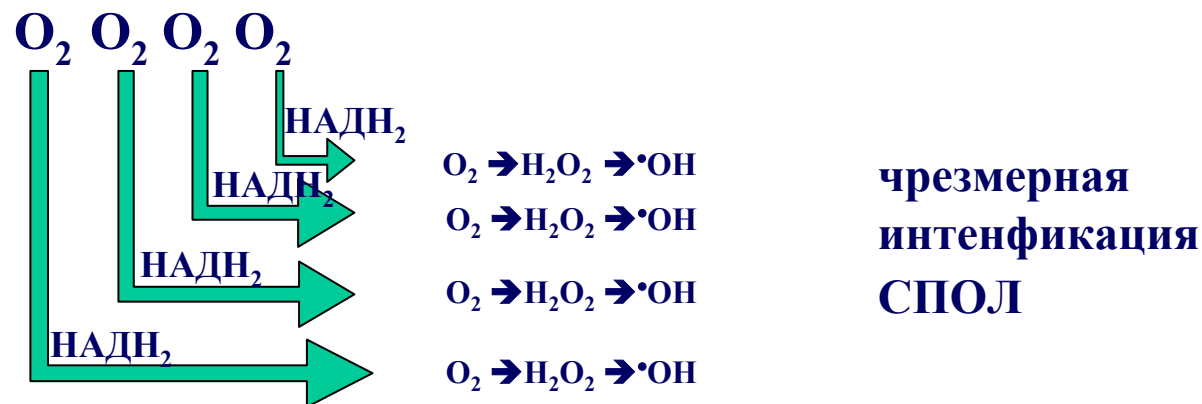 O₂ O₂ O₂ O₂
НАДН₂
O₂ ➔H₂O₂ ➔•OH
НАДН₂
O₂ ➔H₂O₂ ➔•OH
НАДН₂
O₂ ➔H₂O₂ ➔•OH
НАДН₂
O₂ ➔H₂O₂ ➔•OH
чрезмерная
интенфикация
СПОЛ